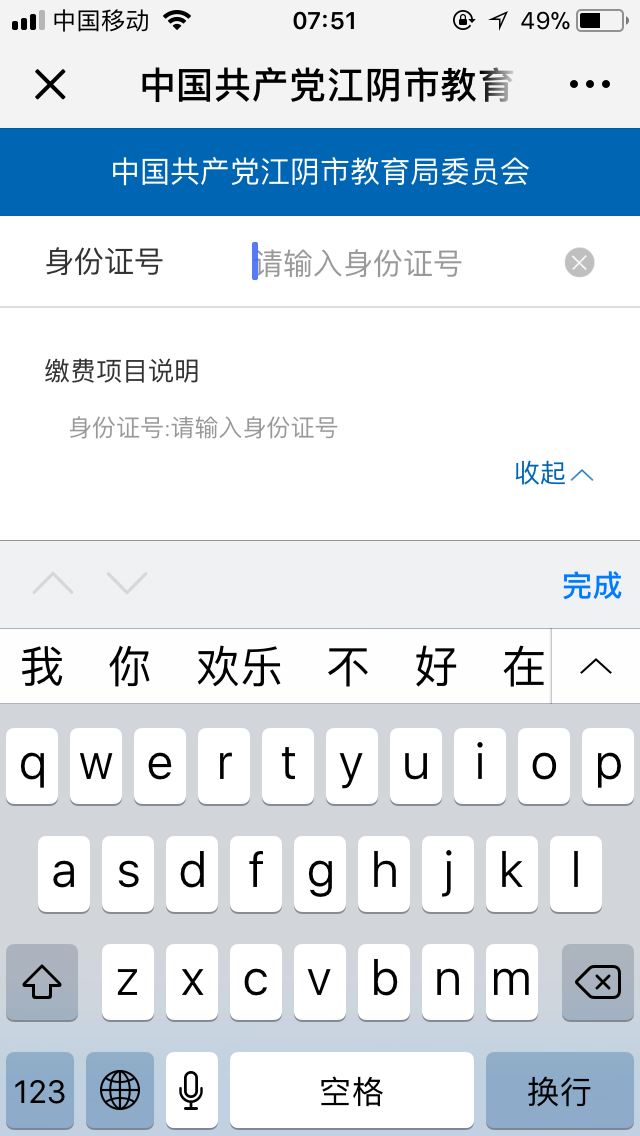 中国移动 07:51 49%
中国共产党江阴市教育
中国共产党江阴市教育局委员会
身份证号 请输入身份证号
缴费项目说明
身份证号:请输入身份证号
收起
完成
我 你 欢乐 不 好 在
q w e r t y u i o p
a s d f g h j k l
z x c v b n m
123 空格 换行